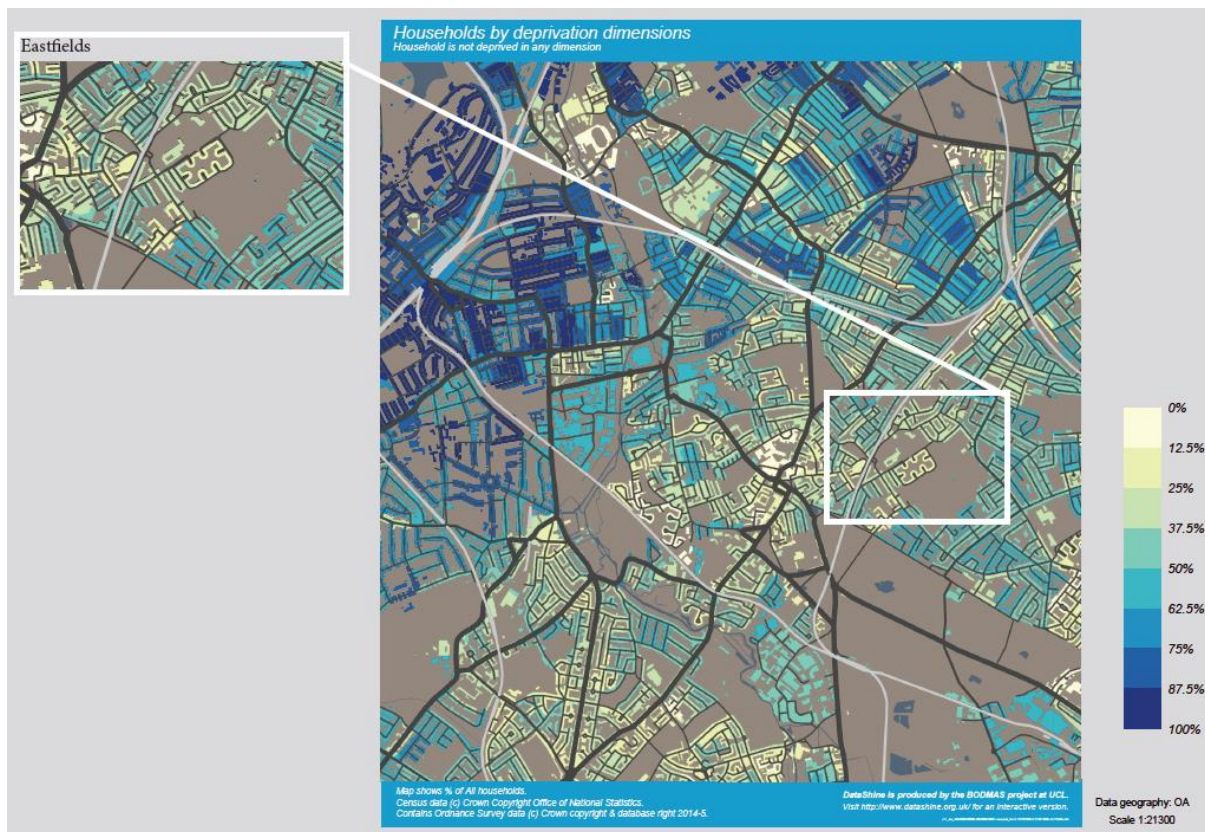 Eastfields
Households by deprivation dimensions
Household is not deprived in any dimension
0%
12.5%
25%
37.5%
50%
62.5%
75%
87.5%
100%
Map shows % of All households.
Census data (c) Crown Copyright Office of National Statistics.
Contains Ordnance Survey data (c) Crown copyright & database right 2014-5.
DataShine is produced by the BODMAS project at UCL.
Visit http://www.datashine.org.uk/ for an interactive version.
Data geography: OA
Scale 1:21300